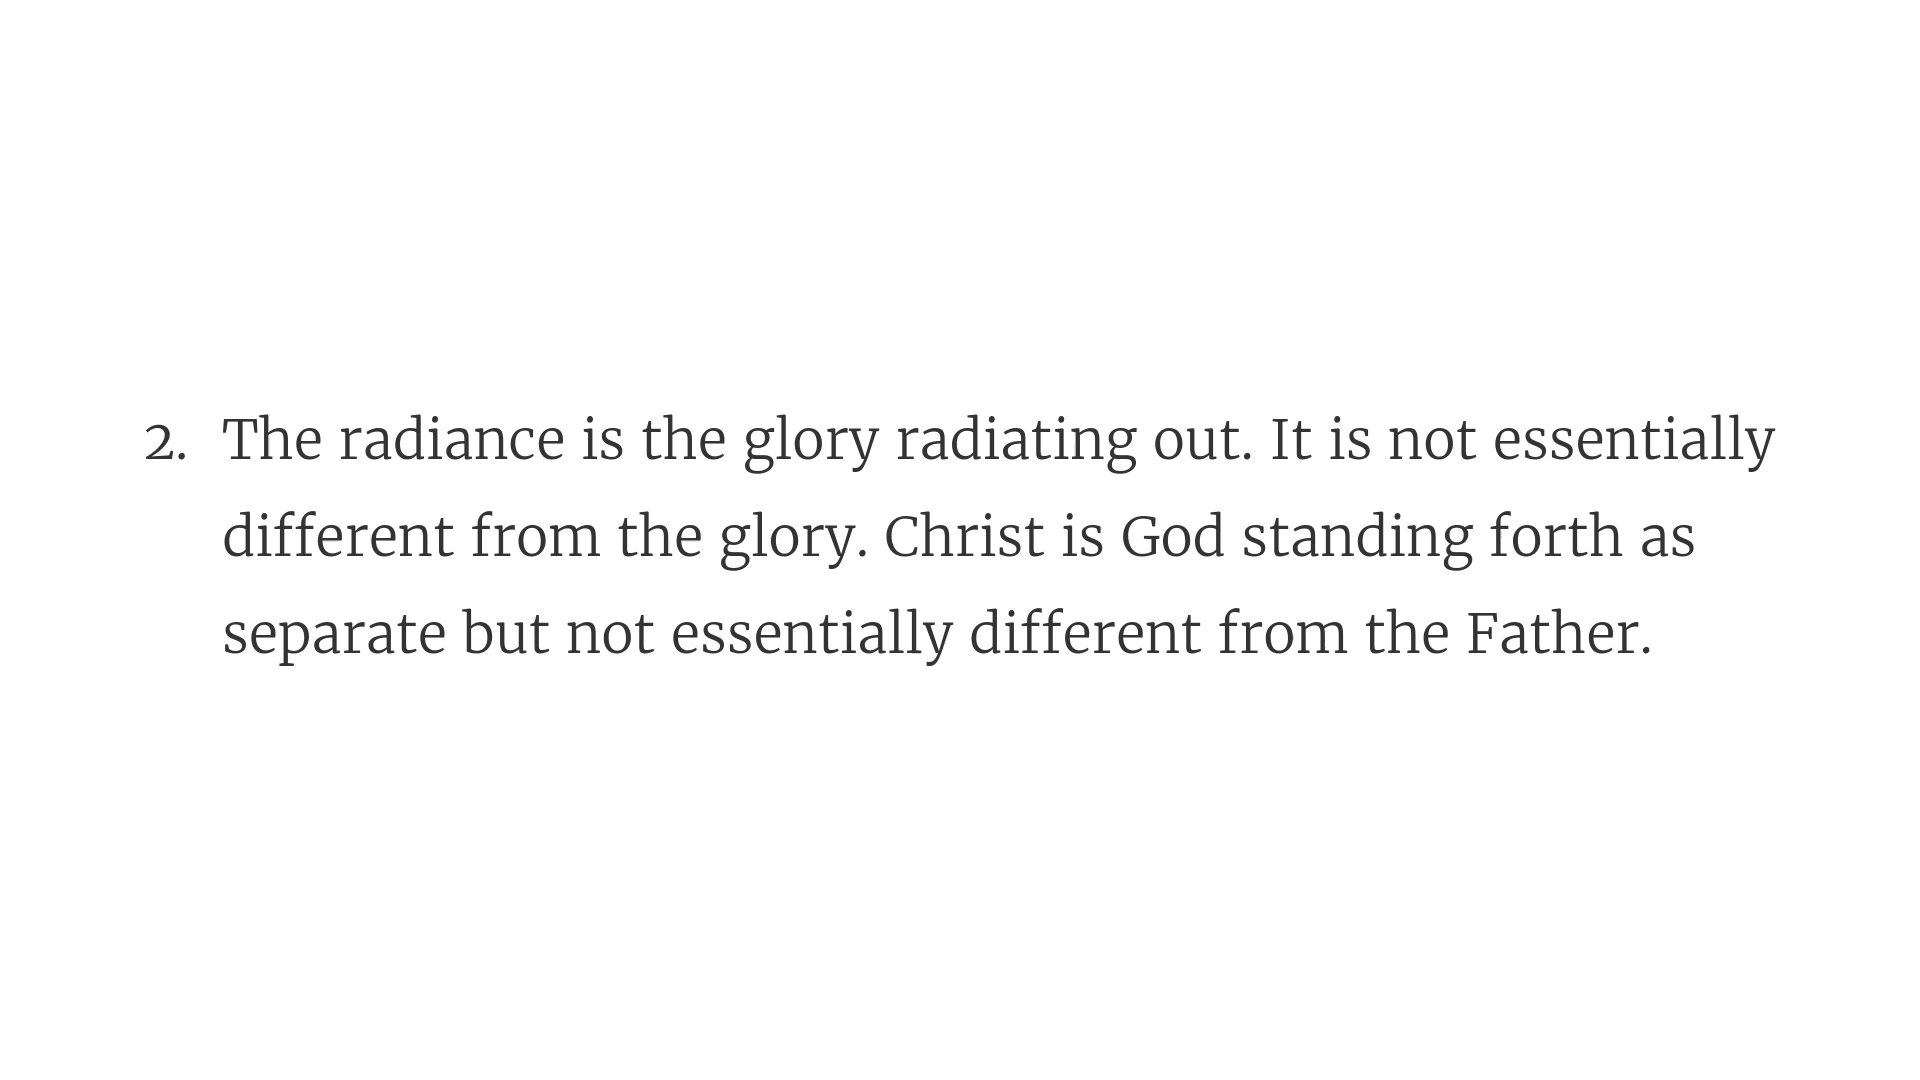 2. The radiance is the glory radiating out. It is not essentially
different from the glory. Christ is God standing forth as
separate but not essentially different from the Father.